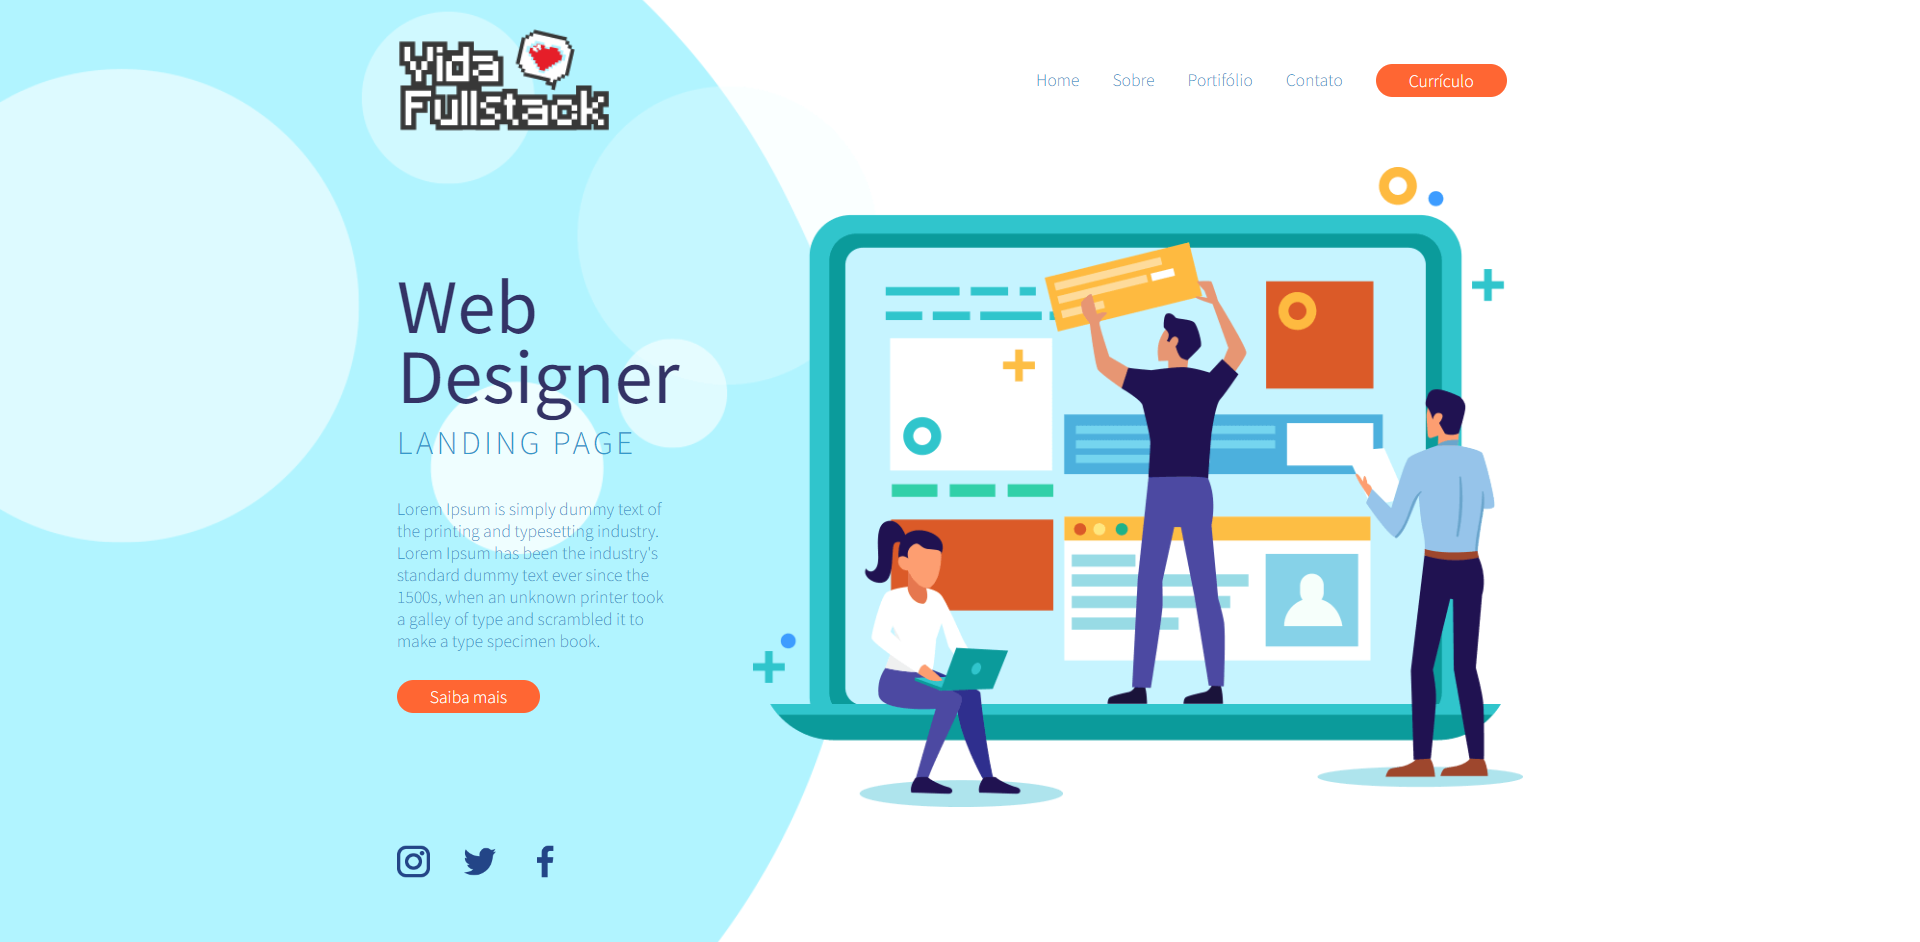 Vida
Fullstack
Home Sobre Portifólio Contato Currículo
Web
Designer
LANDING PAGE
Lorem Ipsum is simply dummy text of
the printing and typesetting industry.
Lorem Ipsum has been the industry's
standard dummy text ever since the
1500s, when an unknown printer took
a galley of type and scrambled it to
make a type specimen book.
Saiba mais